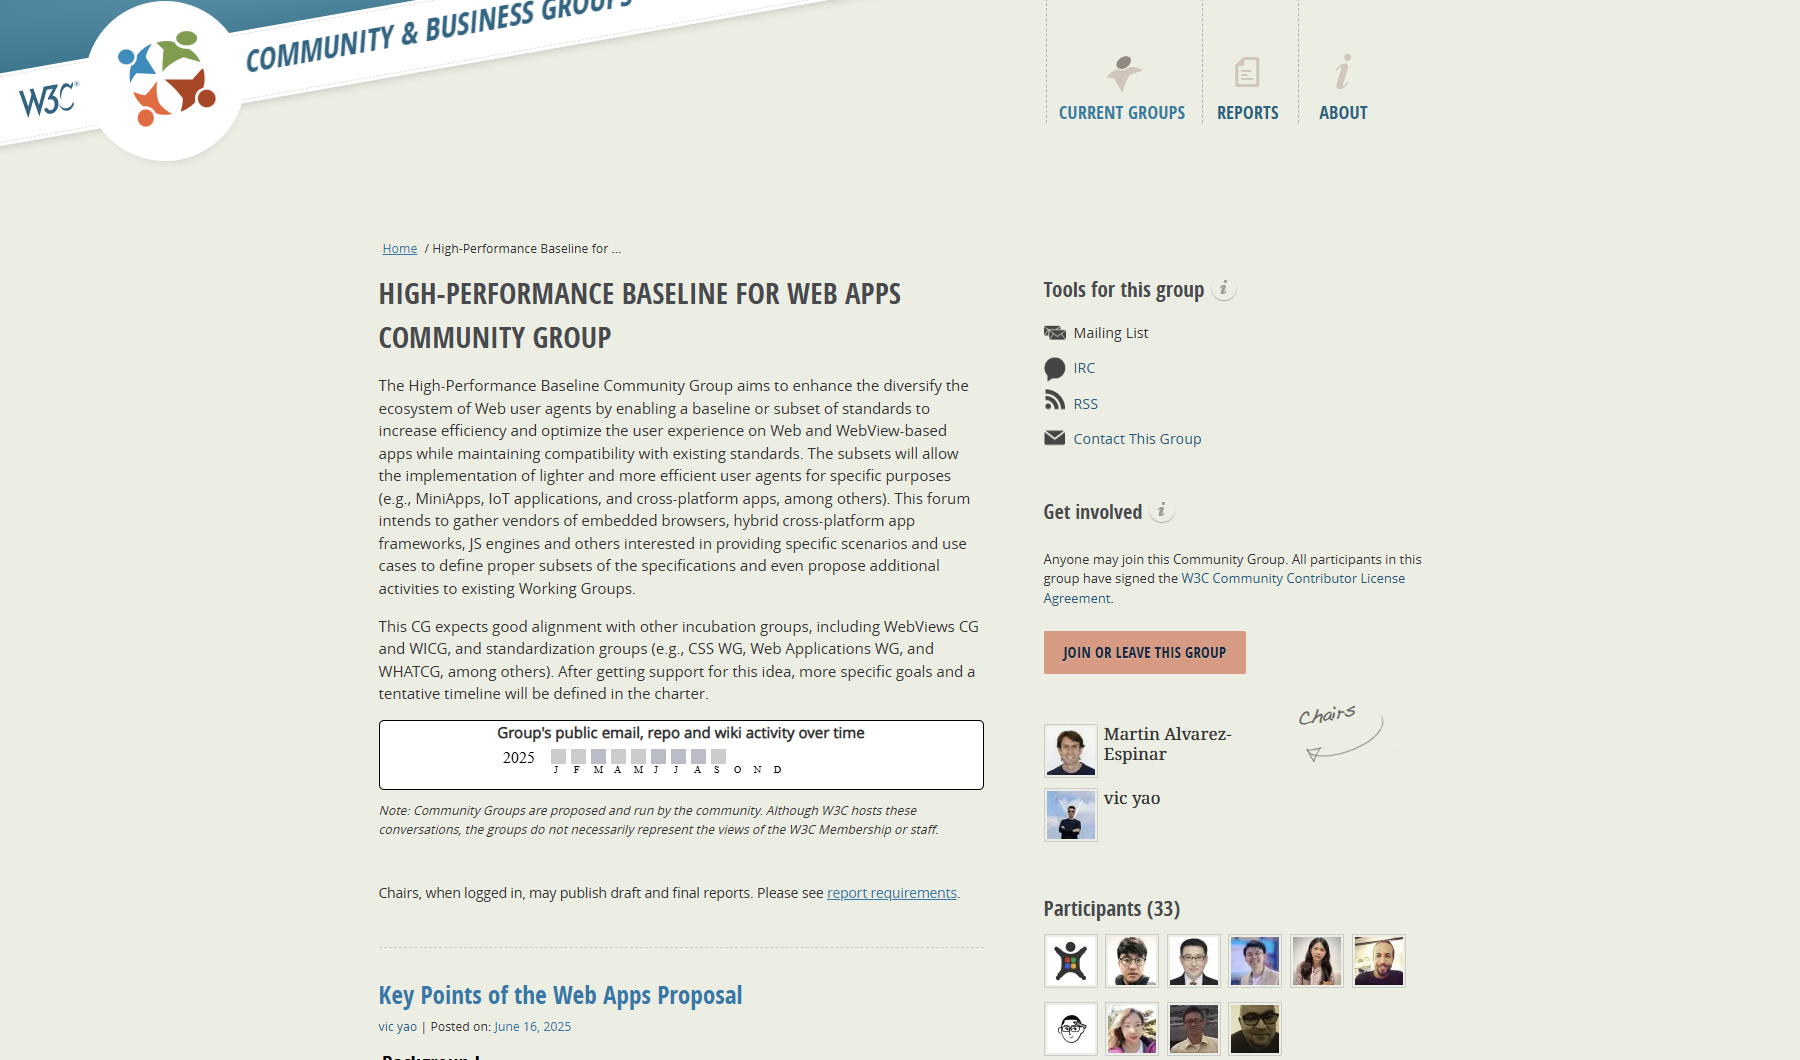 COMMUNITY & BUSINESS GROUPS
W3C
CURRENT GROUPS
REPORTS
ABOUT
Home / High-Performance Baseline for ...
HIGH-PERFORMANCE BASELINE FOR WEB APPS
COMMUNITY GROUP
The High-Performance Baseline Community Group aims to enhance the diversify the
ecosystem of Web user agents by enabling a baseline or subset of standards to
increase efficiency and optimize the user experience on Web and WebView-based
apps while maintaining compatibility with existing standards. The subsets will allow
the implementation of lighter and more efficient user agents for specific purposes
(e.g., MiniApps, IoT applications, and cross-platform apps, among others). This forum
intends to gather vendors of embedded browsers, hybrid cross-platform app
frameworks, JS engines and others interested in providing specific scenarios and use
cases to define proper subsets of the specifications and even propose additional
activities to existing Working Groups.
This CG expects good alignment with other incubation groups, including WebViews CG
and WICG, and standardization groups (e.g., CSS WG, Web Applications WG, and
WHATCG, among others). After getting support for this idea, more specific goals and a
tentative timeline will be defined in the charter.
Group's public email, repo and wiki activity over time
2025
J F M A M J J A S O N D
Note: Community Groups are proposed and run by the community. Although W3C hosts these
conversations, the groups do not necessarily represent the views of the W3C Membership or staff.
Chairs, when logged in, may publish draft and final reports. Please see report requirements.
Key Points of the Web Apps Proposal
vic yao | Posted on: June 16, 2025
Tools for this group
Mailing List
IRC
RSS
Contact This Group
Get involved
Anyone may join this Community Group. All participants in this
group have signed the W3C Community Contributor License
Agreement.
JOIN OR LEAVE THIS GROUP
Chairs
Martin Alvarez-
Espinar
vic yao
Participants (33)